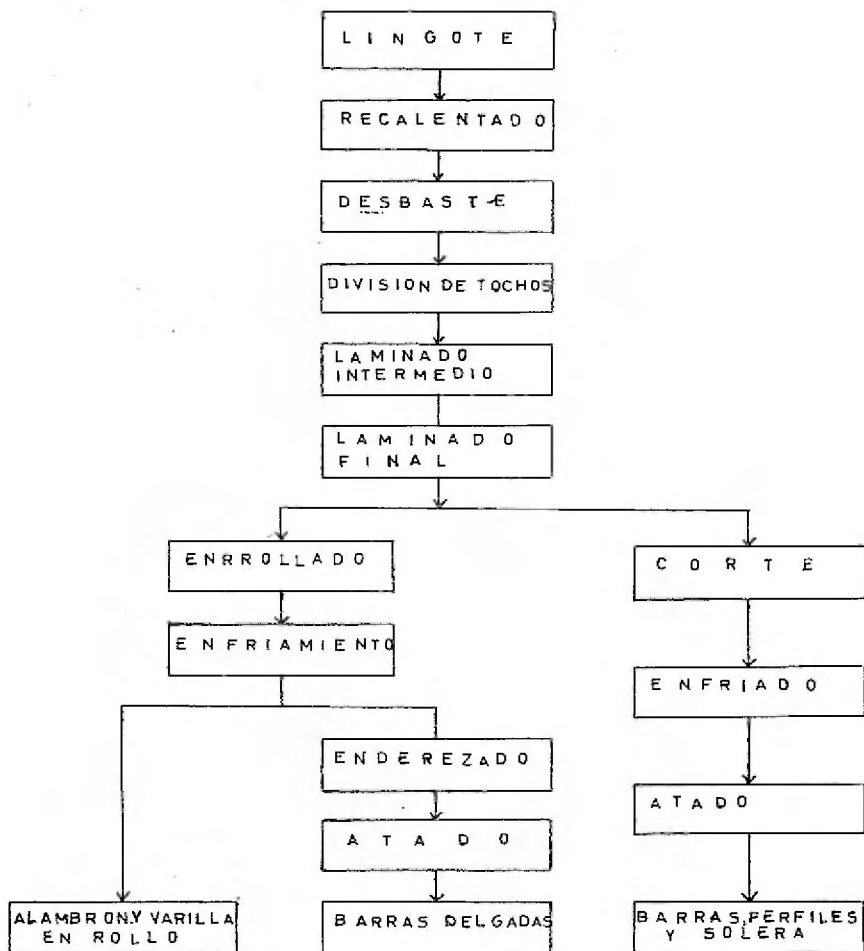 LINGOTE
RECALENTADO
DESBASTE
DIVISION DE TOCHOS
LAMINADO
INTERMEDIO
LAMINADO
FINAL
ENRROLLADO
ENFRIAMIENTO
ENDEREZADO
ATADO
ALAMBRON Y VARILLA
EN ROLLO
BARRAS DELGADAS
CORTE
ENFRIADO
ATADO
BARRAS, PERFILES
Y SOLERA